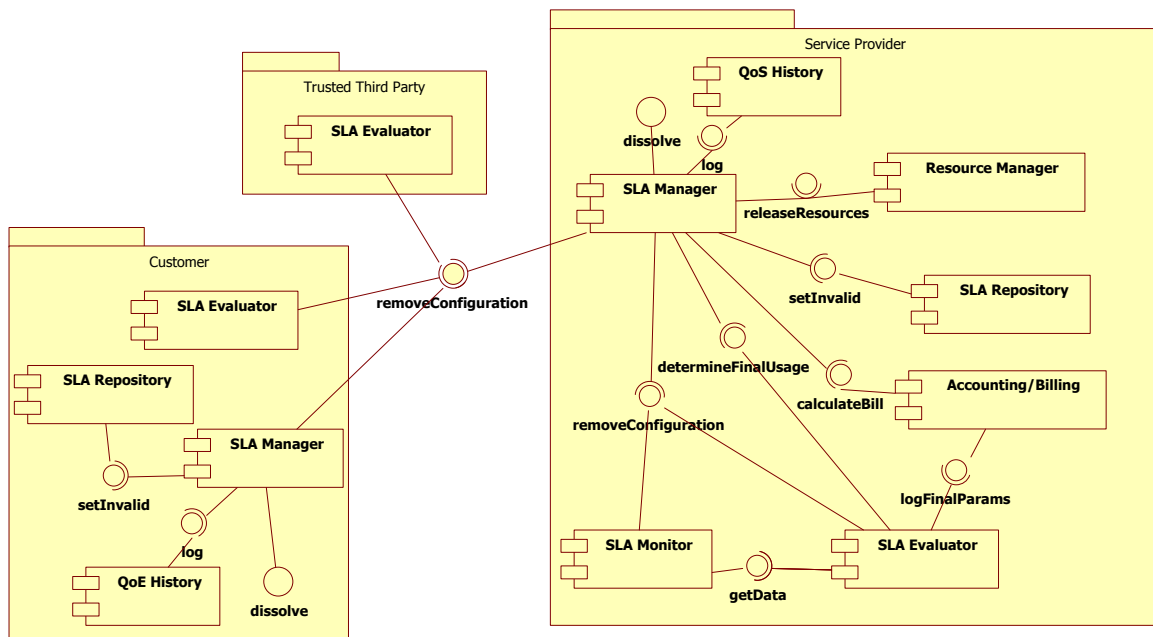 Service Provider
QoS History
Trusted Third Party
SLA Evaluator
dissolve
log
SLA Manager
Resource Manager
releaseResources
Customer
SLA Evaluator
removeConfiguration
setInvalid
SLA Repository
SLA Repository
determineFinalUsage
calculateBill
Accounting/Billing
removeConfiguration
SLA Manager
setInvalid
logFinalParams
log
SLA Monitor
SLA Evaluator
QoE History
getData
dissolve